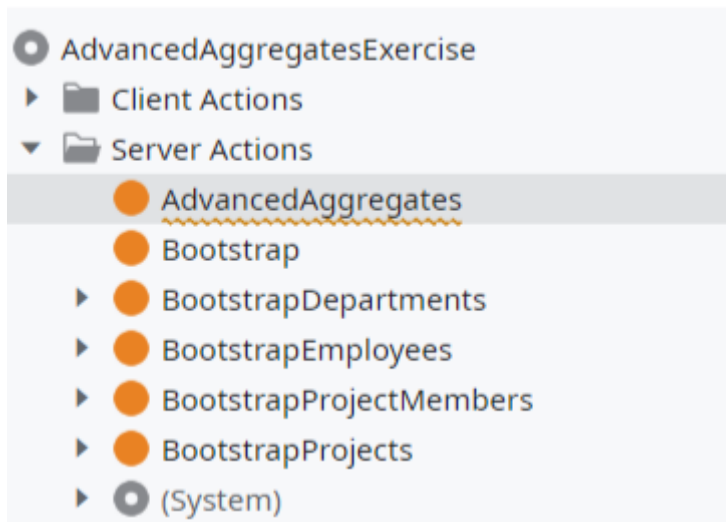 AdvancedAggregatesExercise
Client Actions
Server Actions
AdvancedAggregates
Bootstrap
BootstrapDepartments
BootstrapEmployees
BootstrapProjectMembers
BootstrapProjects
(System)